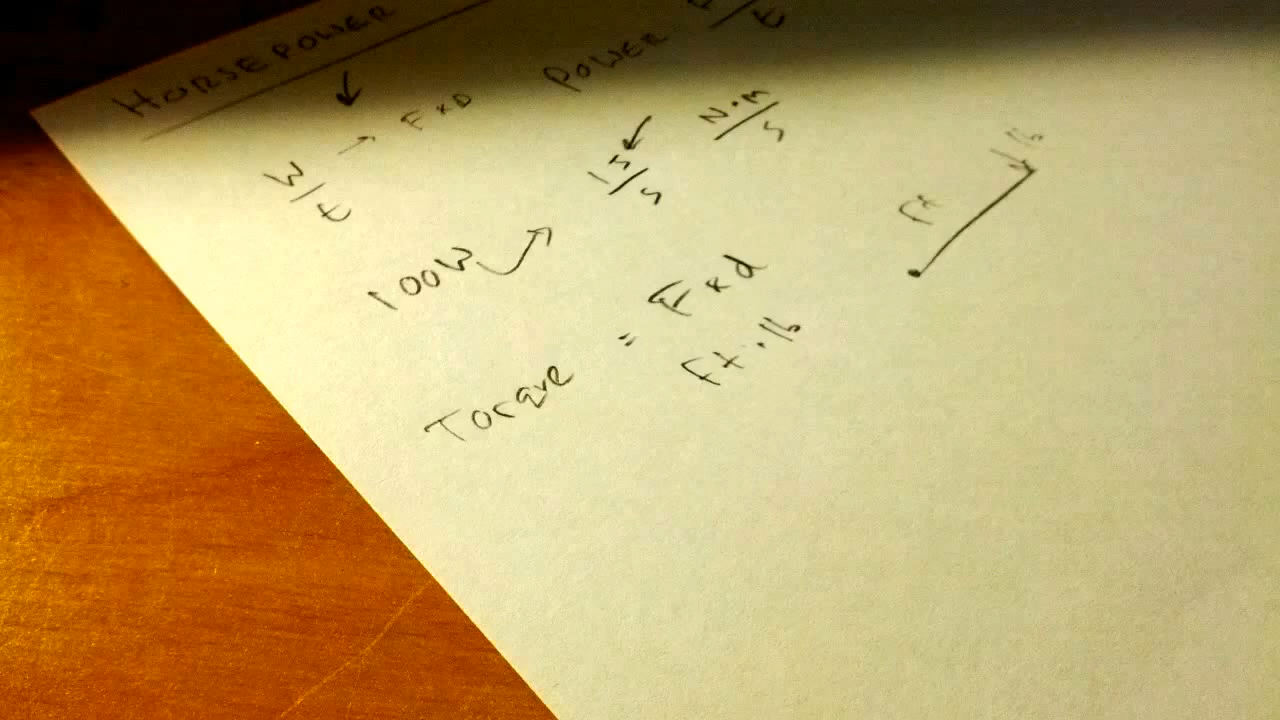 HORSEPOWER
W/t → F×D
POWER
N·m/s
100W
Torque = F×d
ft·lb
ft
lb